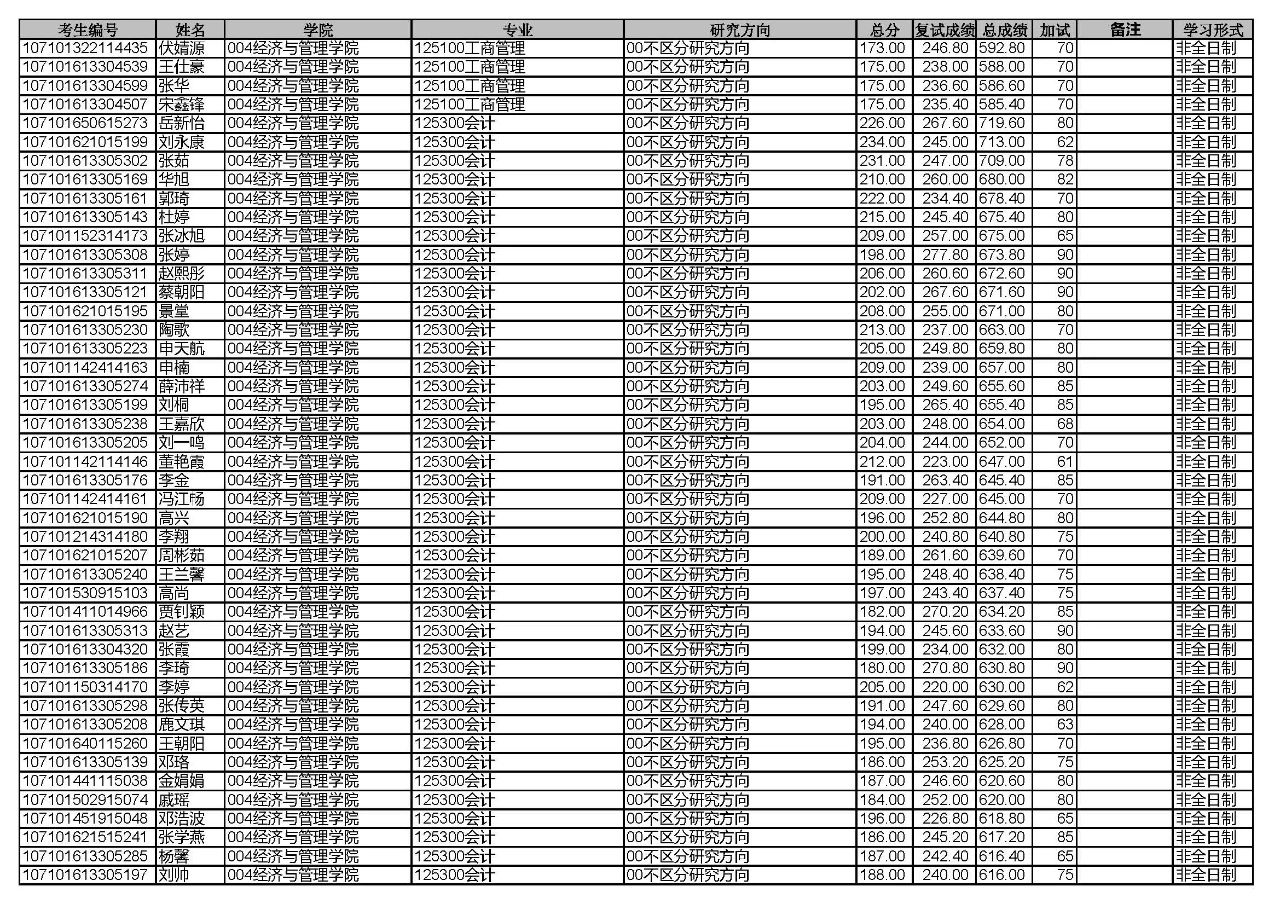 考生编号 姓名 学院 专业 研究方向 总分 复试成绩 总成绩 加试 备注 学习形式
107101322114435 伏婧源 004经济与管理学院 125100工商管理 00不区分研究方向 173.00 246.80 592.80 70 非全日制
107101613304539 王仕豪 004经济与管理学院 125100工商管理 00不区分研究方向 175.00 238.00 588.00 70 非全日制
107101613304599 张华 004经济与管理学院 125100工商管理 00不区分研究方向 175.00 236.60 586.60 70 非全日制
107101613304507 宋鑫锋 004经济与管理学院 125100工商管理 00不区分研究方向 175.00 235.40 585.40 70 非全日制
107101650615273 岳新怡 004经济与管理学院 125300会计 00不区分研究方向 226.00 267.60 719.60 80 非全日制
107101621015199 刘永康 004经济与管理学院 125300会计 00不区分研究方向 234.00 245.00 713.00 62 非全日制
107101613305302 张茹 004经济与管理学院 125300会计 00不区分研究方向 231.00 247.00 709.00 78 非全日制
107101613305169 华旭 004经济与管理学院 125300会计 00不区分研究方向 210.00 260.00 680.00 82 非全日制
107101613305161 郭琦 004经济与管理学院 125300会计 00不区分研究方向 222.00 234.40 678.40 70 非全日制
107101613305143 杜婷 004经济与管理学院 125300会计 00不区分研究方向 215.00 245.40 675.40 80 非全日制
107101152314173 张冰旭 004经济与管理学院 125300会计 00不区分研究方向 209.00 257.00 675.00 65 非全日制
107101613305308 张婷 004经济与管理学院 125300会计 00不区分研究方向 198.00 277.80 673.80 90 非全日制
107101613305311 赵熙彤 004经济与管理学院 125300会计 00不区分研究方向 206.00 260.60 672.60 90 非全日制
107101613305121 蔡朝阳 004经济与管理学院 125300会计 00不区分研究方向 202.00 267.60 671.60 90 非全日制
107101621015195 景堂 004经济与管理学院 125300会计 00不区分研究方向 208.00 255.00 671.00 80 非全日制
107101613305230 陶歌 004经济与管理学院 125300会计 00不区分研究方向 213.00 237.00 663.00 70 非全日制
107101613305223 申天航 004经济与管理学院 125300会计 00不区分研究方向 205.00 249.80 659.80 80 非全日制
107101142414163 申楠 004经济与管理学院 125300会计 00不区分研究方向 209.00 239.00 657.00 80 非全日制
107101613305274 薛沛祥 004经济与管理学院 125300会计 00不区分研究方向 203.00 249.60 655.60 85 非全日制
107101613305199 刘桐 004经济与管理学院 125300会计 00不区分研究方向 195.00 265.40 655.40 85 非全日制
107101613305238 王嘉欣 004经济与管理学院 125300会计 00不区分研究方向 203.00 248.00 654.00 68 非全日制
107101613305205 刘一鸣 004经济与管理学院 125300会计 00不区分研究方向 204.00 244.00 652.00 70 非全日制
107101142114146 董艳霞 004经济与管理学院 125300会计 00不区分研究方向 212.00 223.00 647.00 61 非全日制
107101613305176 李金 004经济与管理学院 125300会计 00不区分研究方向 191.00 263.40 645.40 85 非全日制
107101142414161 冯江畅 004经济与管理学院 125300会计 00不区分研究方向 209.00 227.00 645.00 70 非全日制
107101621015190 高兴 004经济与管理学院 125300会计 00不区分研究方向 196.00 252.80 644.80 80 非全日制
107101214314180 李翔 004经济与管理学院 125300会计 00不区分研究方向 200.00 240.80 640.80 75 非全日制
107101621015207 周彬茹 004经济与管理学院 125300会计 00不区分研究方向 189.00 261.60 639.60 70 非全日制
107101613305240 王兰馨 004经济与管理学院 125300会计 00不区分研究方向 195.00 248.40 638.40 75 非全日制
107101530915103 高尚 004经济与管理学院 125300会计 00不区分研究方向 197.00 243.40 637.40 75 非全日制
107101411014966 贾钊颖 004经济与管理学院 125300会计 00不区分研究方向 182.00 270.20 634.20 85 非全日制
107101613305313 赵艺 004经济与管理学院 125300会计 00不区分研究方向 194.00 245.60 633.60 90 非全日制
107101613304320 张霞 004经济与管理学院 125300会计 00不区分研究方向 199.00 234.00 632.00 80 非全日制
107101613305186 李琦 004经济与管理学院 125300会计 00不区分研究方向 180.00 270.80 630.80 90 非全日制
107101150314170 李婷 004经济与管理学院 125300会计 00不区分研究方向 205.00 220.00 630.00 62 非全日制
107101613305298 张传英 004经济与管理学院 125300会计 00不区分研究方向 191.00 247.60 629.60 80 非全日制
107101613305208 鹿文琪 004经济与管理学院 125300会计 00不区分研究方向 194.00 240.00 628.00 63 非全日制
107101640115260 王朝阳 004经济与管理学院 125300会计 00不区分研究方向 195.00 236.80 626.80 70 非全日制
107101613305139 邓珞 004经济与管理学院 125300会计 00不区分研究方向 186.00 253.20 625.20 75 非全日制
107101441115038 金娟娟 004经济与管理学院 125300会计 00不区分研究方向 187.00 246.60 620.60 80 非全日制
107101502915074 戚瑶 004经济与管理学院 125300会计 00不区分研究方向 184.00 252.00 620.00 80 非全日制
107101451915048 邓浩波 004经济与管理学院 125300会计 00不区分研究方向 196.00 226.80 618.80 65 非全日制
107101621515241 张学燕 004经济与管理学院 125300会计 00不区分研究方向 186.00 245.20 617.20 85 非全日制
107101613305285 杨馨 004经济与管理学院 125300会计 00不区分研究方向 187.00 242.40 616.40 65 非全日制
107101613305197 刘帅 004经济与管理学院 125300会计 00不区分研究方向 188.00 240.00 616.00 75 非全日制